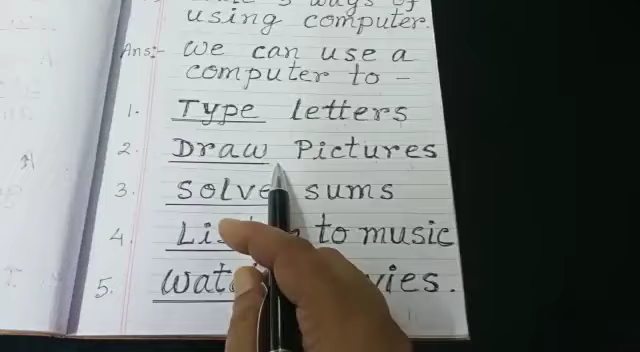 using computer.
Ans:- We can use a
computer to -
1. Type letters
2. Draw Pictures
3. Solve sums
4. to music
5.